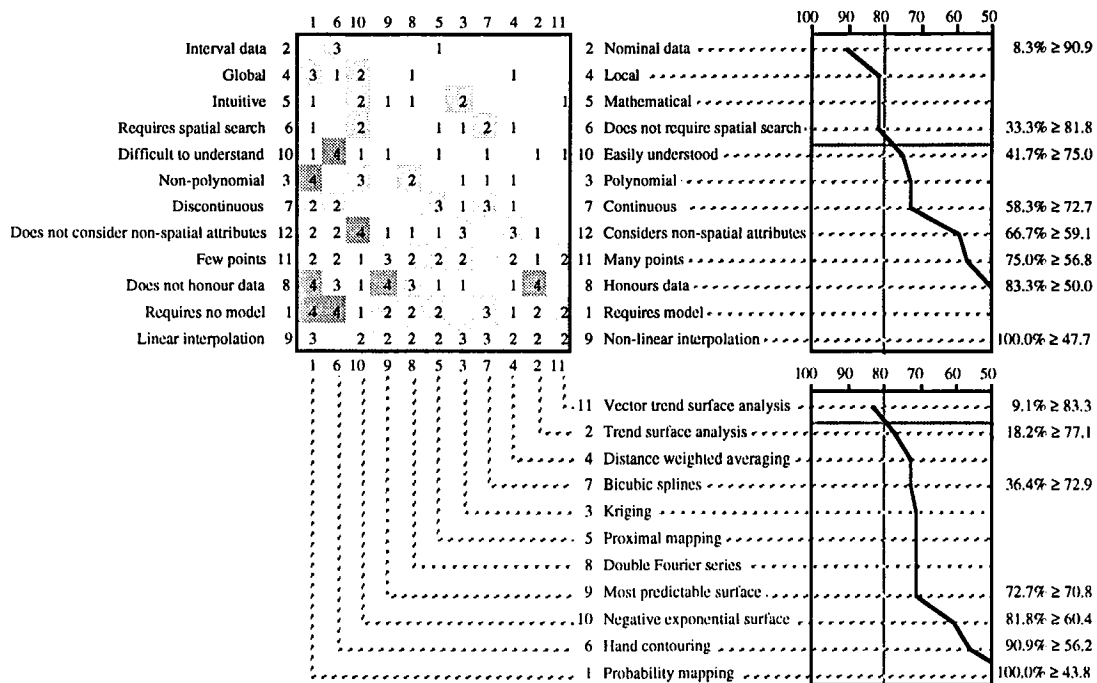 1 6 10 9 8 5 3 7 4 2 11
100 90 80 70 60 50
Interval data 2 3 1 2 Nominal data 8.3% ≥ 90.9
Global 4 3 1 2 1 1 4 Local
Intuitive 5 1 2 1 1 2 1 5 Mathematical
Requires spatial search 6 1 2 1 1 2 1 6 Does not require spatial search 33.3% ≥ 81.8
Difficult to understand 10 1 4 1 1 1 1 1 1 10 Easily understood 41.7% ≥ 75.0
Non-polynomial 3 4 3 2 1 1 1 3 Polynomial
Discontinuous 7 2 2 3 1 3 1 7 Continuous 58.3% ≥ 72.7
Does not consider non-spatial attributes 12 2 2 4 1 1 1 3 3 1 12 Considers non-spatial attributes 66.7% ≥ 59.1
Few points 11 2 2 1 3 2 2 2 2 1 2 11 Many points 75.0% ≥ 56.8
Does not honour data 8 4 3 1 4 3 1 1 1 4 8 Honours data 83.3% ≥ 50.0
Requires no model 1 4 4 1 2 2 2 3 1 2 2 1 Requires model
Linear interpolation 9 3 2 2 2 2 3 3 2 2 2 9 Non-linear interpolation 100.0% ≥ 47.7
1 6 10 9 8 5 3 7 4 2 11
100 90 80 70 60 50
11 Vector trend surface analysis 9.1% ≥ 83.3
2 Trend surface analysis 18.2% ≥ 77.1
4 Distance weighted averaging
7 Bicubic splines 36.4% ≥ 72.9
3 Kriging
5 Proximal mapping
8 Double Fourier series
9 Most predictable surface 72.7% ≥ 70.8
10 Negative exponential surface 81.8% ≥ 60.4
6 Hand contouring 90.9% ≥ 56.2
1 Probability mapping 100.0% ≥ 43.8